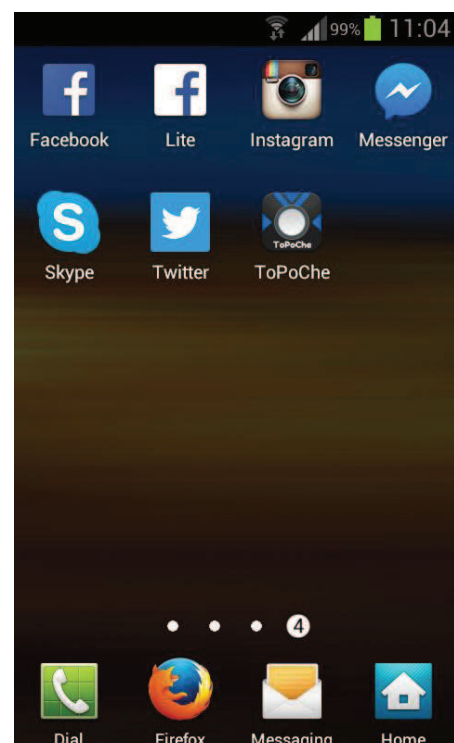 99% 11:04
Facebook Lite Instagram Messenger
ToPoChe
Skype Twitter ToPoChe
4
Dial Firefox Messaging Home